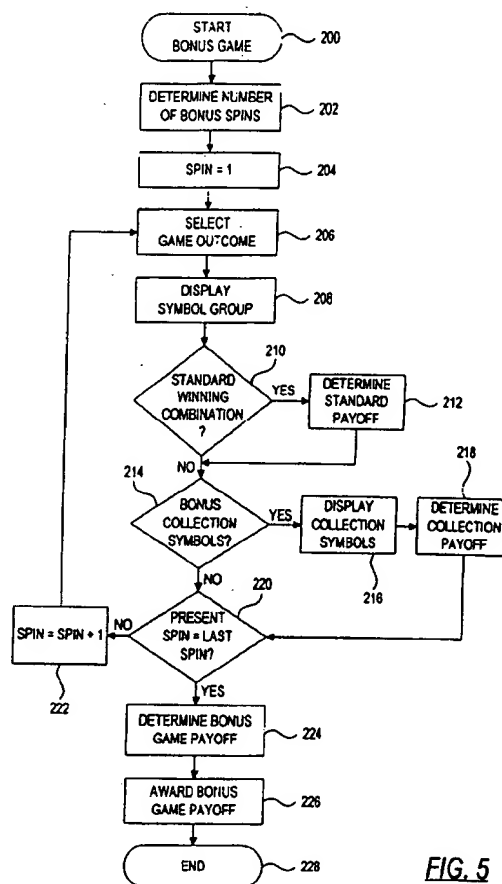 START
BONUS GAME
200
DETERMINE NUMBER
OF BONUS SPINS
202
SPIN = 1
204
SELECT
GAME OUTCOME
206
DISPLAY
SYMBOL GROUP
208
210
STANDARD
WINNING
COMBINATION
?
YES
DETERMINE
STANDARD
PAYOFF
212
NO
214
BONUS
COLLECTION
SYMBOLS?
YES
DISPLAY
COLLECTION
SYMBOLS
216
218
DETERMINE
COLLECTION
PAYOFF
NO
220
PRESENT
SPIN = LAST
SPIN?
NO
SPIN = SPIN + 1
222
YES
DETERMINE BONUS
GAME PAYOFF
224
AWARD BONUS
GAME PAYOFF
226
END
228
FIG. 5